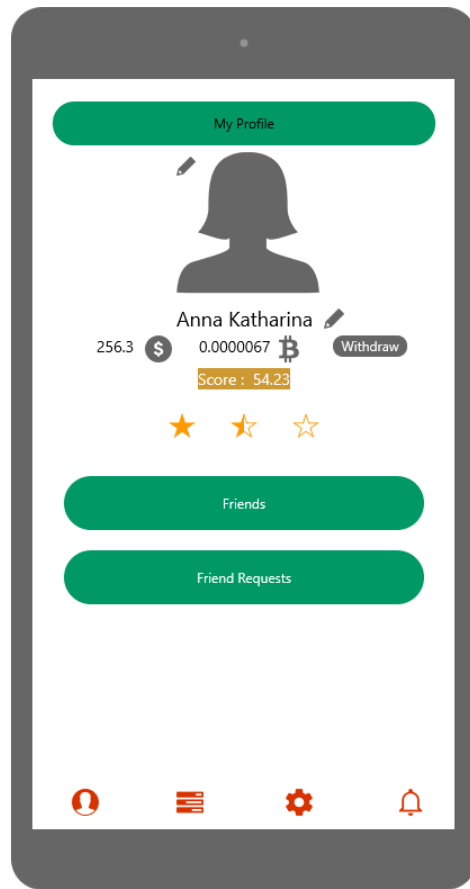 My Profile
Anna Katharina
256.3 $ 0.0000067 ₿ Withdraw
Score : 54.23
Friends
Friend Requests